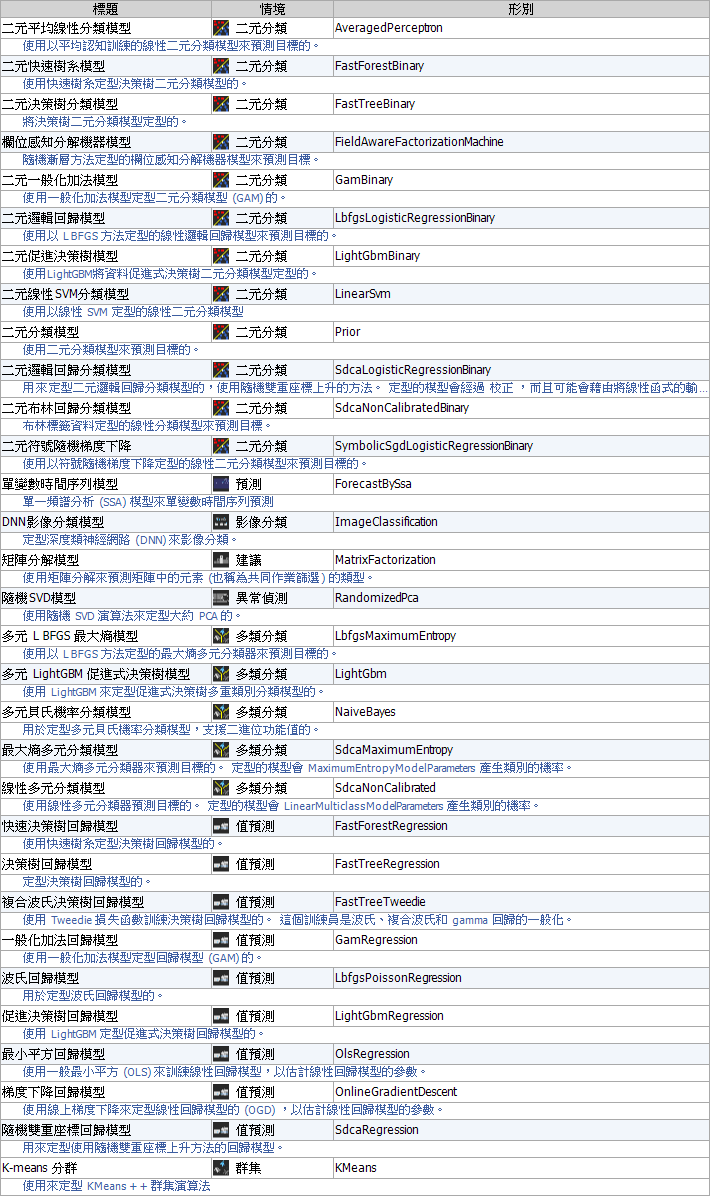 標題 情境 形別
二元平均線性分類模型 二元分類 AveragedPerceptron
使用以平均認知訓練的線性二元分類模型來預測目標的。
二元快速樹系模型 二元分類 FastForestBinary
使用快速樹系定型決策樹二元分類模型的。
二元決策樹分類模型 二元分類 FastTreeBinary
將決策樹二元分類模型定型的。
欄位感知分解機器模型 二元分類 FieldAwareFactorizationMachine
隨機漸層方法定型的欄位感知分解機器模型來預測目標。
二元一般化加法模型 二元分類 GamBinary
使用一般化加法模型定型二元分類模型 (GAM) 的。
二元邏輯回歸模型 二元分類 LbfgsLogisticRegressionBinary
使用以 L BFGS 方法定型的線性邏輯回歸模型來預測目標的。
二元促進決策樹模型 二元分類 LightGbmBinary
使用LightGBM將資料促進式決策樹二元分類模型定型的。
二元線性SVM分類模型 二元分類 LinearSvm
使用以線性 SVM 定型的線性二元分類模型
二元分類模型 二元分類 Prior
使用二元分類模型來預測目標的。
二元邏輯回歸模型 二元分類 SdcaLogisticRegressionBinary
用來定型二元邏輯回歸分類模型的，使用隨機雙重座標上升的方法。 定型的模型會經過 校正 ，而且可能會藉由將線性函式的輸...
二元布林回歸分類模型 二元分類 SdcaNonCalibratedBinary
布林標籤資料定型的線性分類模型來預測目標。
二元符號隨機梯度下降 二元分類 SymbolicSgdLogisticRegressionBinary
使用以符號隨機梯度下降定型的線性二元分類模型來預測目標的。
單變數時間序列模型 預測 ForecastBySsa
單一頻譜分析 (SSA) 模型來單變數時間序列預測
DNN影像分類模型 影像分類 ImageClassification
定型深度類神經網路 (DNN) 來影像分類。
矩陣分解模型 建議 MatrixFactorization
使用矩陣分解來預測矩陣中的元素 (也稱為共同作業篩選) 的類型。
隨機SVD模型 異常偵測 RandomizedPca
使用隨機 SVD 演算法來定型大約 PCA 的。
多元 L BFGS 最大熵模型 多類分類 LbfgsMaximumEntropy
使用以 L BFGS 方法定型的最大熵多元分類器來預測目標的。
多元 LightGBM 促進式決策樹模型 多類分類 LightGbm
使用 LightGBM 來定型促進式決策樹多重類別分類模型的。
多元貝氏機率分類模型 多類分類 NaiveBayes
用於定型多元貝氏機率分類模型，支援二進位功能值的。
最大熵多元分類模型 多類分類 SdcaMaximumEntropy
使用最大熵多元分類器來預測目標的。 定型的模型會 MaximumEntropyModelParameters 產生類別的機率。
線性多元分類模型 多類分類 SdcaNonCalibrated
使用線性多元分類器預測目標的。 定型的模型會 LinearMulticlassModelParameters 產生類別的機率。
快速決策樹回歸模型 值預測 FastForestRegression
使用快速樹系定型決策樹回歸模型的。
決策樹回歸模型 值預測 FastTreeRegression
定型決策樹回歸模型的。
複合波氏決策樹回歸模型 值預測 FastTreeTweedie
使用 Tweedie 損失函數訓練決策樹回歸模型的。 這個訓練員是波氏、複合波氏和 gamma 回歸的一般化。
一般化加法回歸模型 值預測 GamRegression
使用一般化加法模型定型回歸模型 (GAM) 的。
波氏回歸模型 值預測 LbfgsPoissonRegression
用於定型波氏回歸模型的。
促進決策樹回歸模型 值預測 LightGbmRegression
使用 LightGBM 定型促進式決策樹回歸模型的。
最小平方回歸模型 值預測 OlsRegression
使用一般最小平方 (OLS) 來訓練線性回歸模型，以估計線性回歸模型的參數。
梯度下降回歸模型 值預測 OnlineGradientDescent
使用線上梯度下降來定型線性回歸模型的 (OGD) ，以估計線性回歸模型的參數。
隨機雙重座標回歸模型 值預測 SdcaRegression
用來定型使用隨機雙重座標上升方法的回歸模型。
K-means 分群 群集 KMeans
使用來定型 KMeans + + 群集演算法